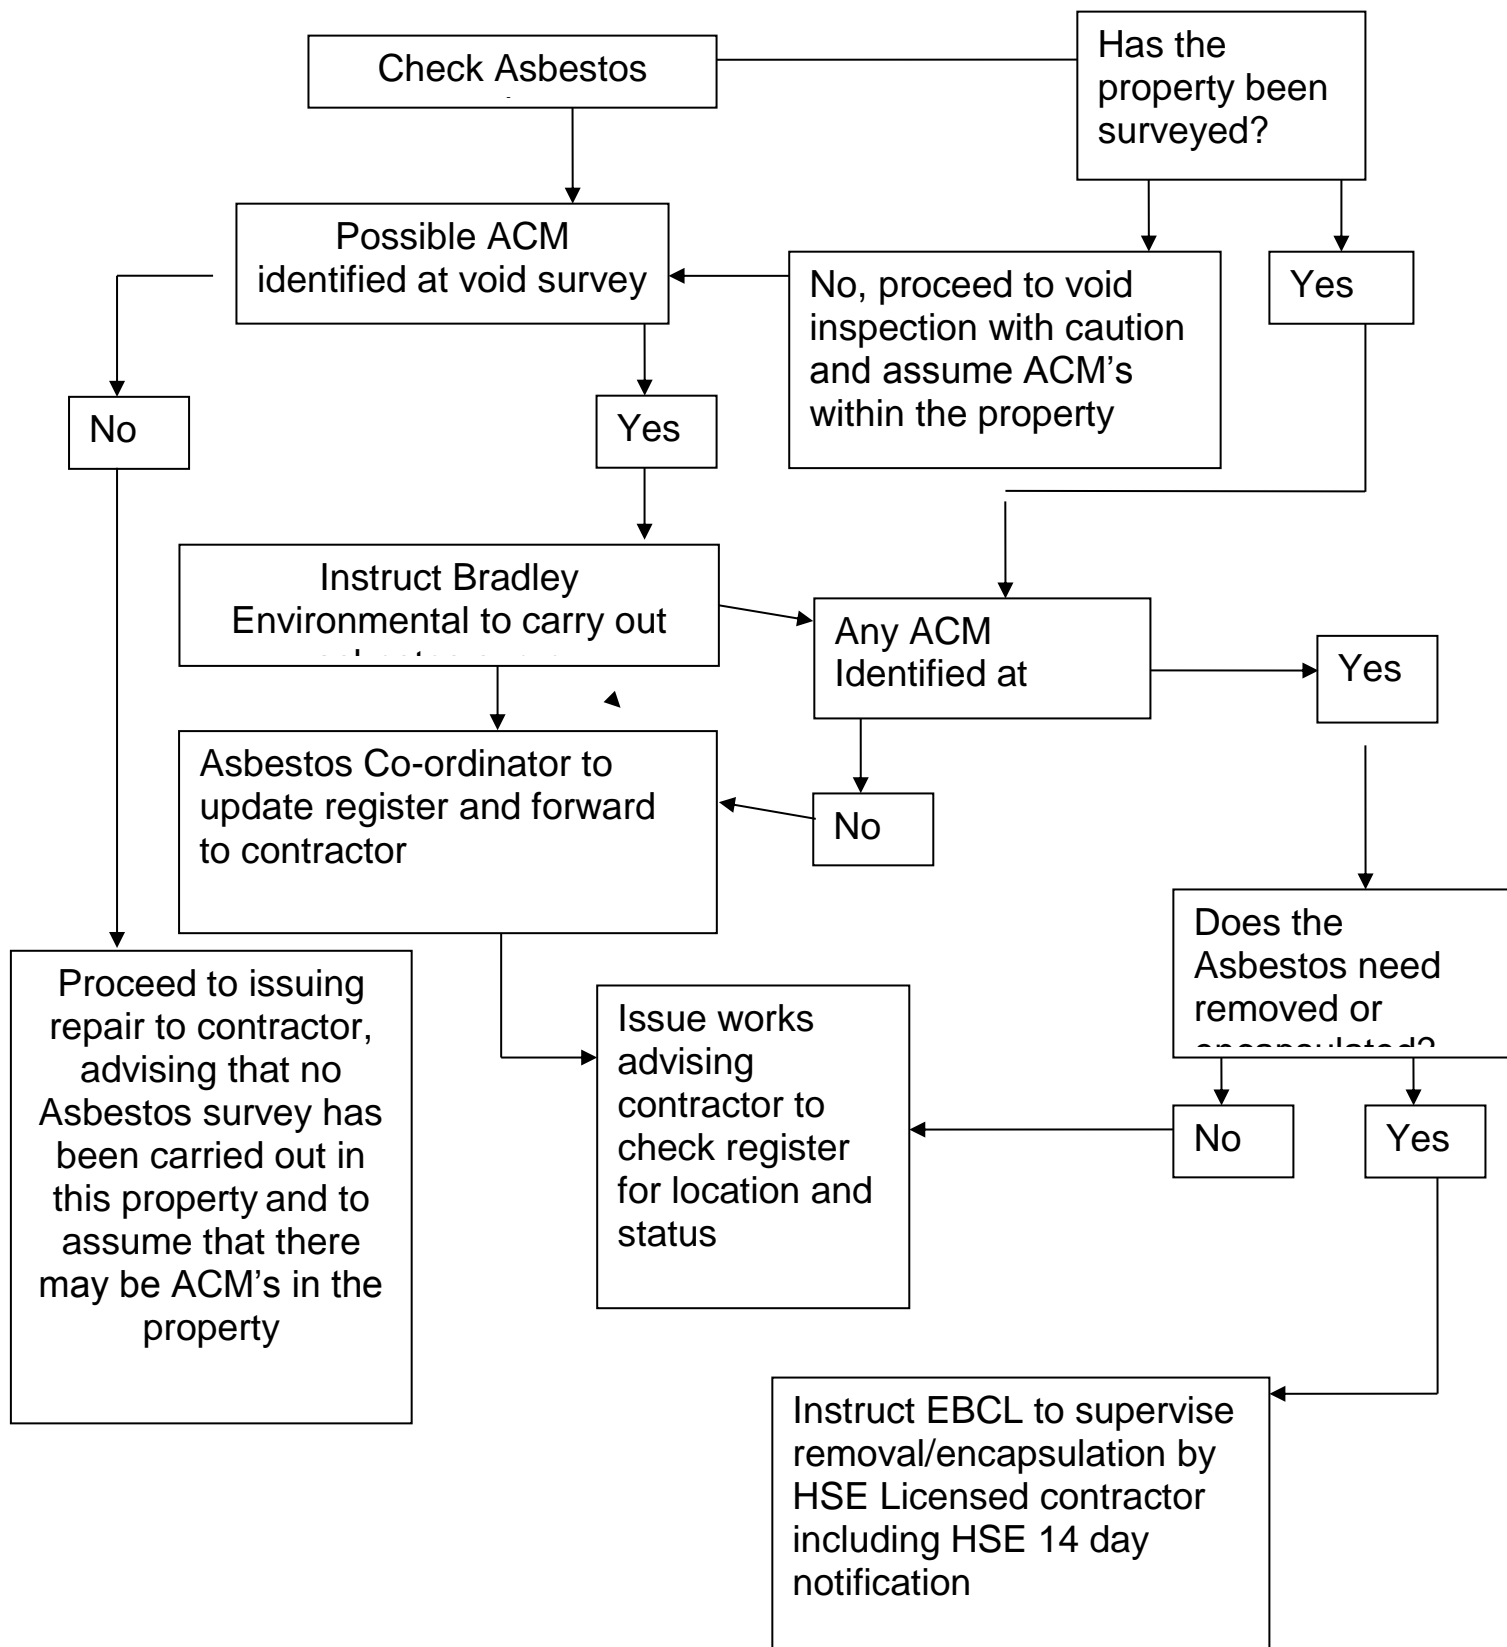 Check Asbestos
Has the
property been
surveyed?
Possible ACM
identified at void survey
No, proceed to void
inspection with caution
and assume ACM's
within the property
Yes
No
Yes
Instruct Bradley
Environmental to carry out
Any ACM
Identified at
Yes
Asbestos Co-ordinator to
update register and forward
to contractor
No
Does the
Asbestos need
removed or
encapsulated?
Proceed to issuing
repair to contractor,
advising that no
Asbestos survey has
been carried out in
this property and to
assume that there
may be ACM's in the
property
Issue works
advising
contractor to
check register
for location and
status
No
Yes
Instruct EBCL to supervise
removal/encapsulation by
HSE Licensed contractor
including HSE 14 day
notification